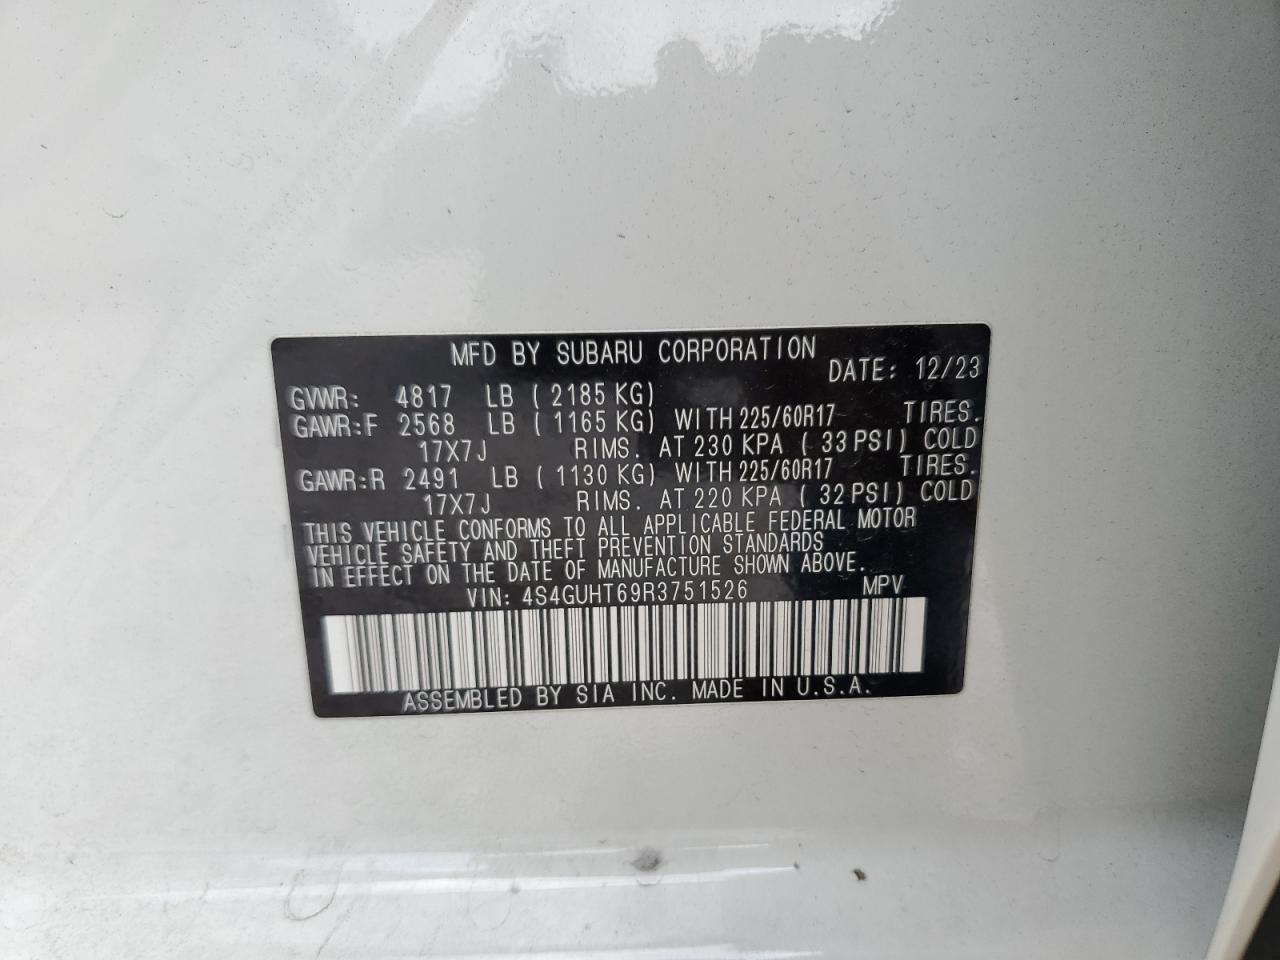 MFD BY SUBARU CORPORATION DATE: 12/23
GVWR: 4817 LB ( 2185 KG)
GAWR:F 2568 LB ( 1165 KG) WITH 225/60R17 TIRES.
17X7J RIMS. AT 230 KPA ( 33 PSI) COLD
GAWR:R 2491 LB ( 1130 KG) WITH 225/60R17 TIRES.
17X7J RIMS. AT 220 KPA ( 32 PSI) COLD
THIS VEHICLE CONFORMS TO ALL APPLICABLE FEDERAL MOTOR
VEHICLE SAFETY AND THEFT PREVENTION STANDARDS
IN EFFECT ON THE DATE OF MANUFACTURE SHOWN ABOVE.
VIN: 4S4GUHT69R3751526 MPV
ASSEMBLED BY SIA INC. MADE IN U.S.A.